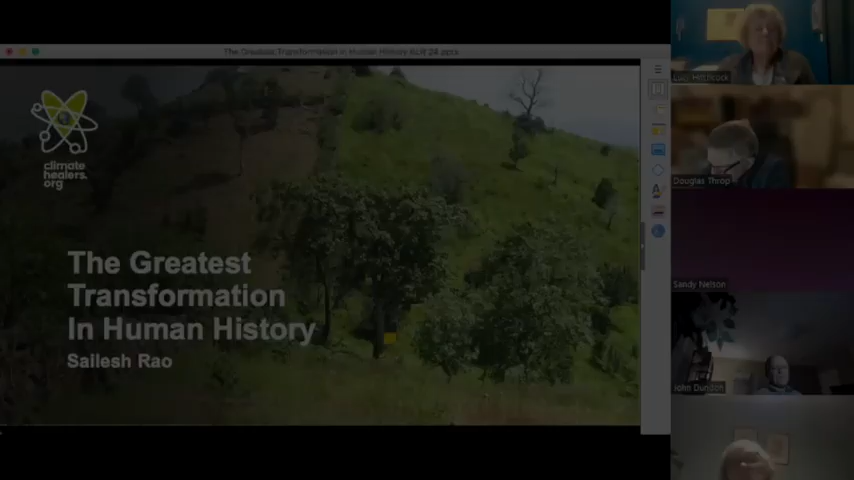 The Greatest Transformation in Human History ALR 24.pptx
climate
healers.
org
The Greatest
Transformation
In Human History
Sailesh Rao
Douglas Throp
Sandy Nelson
John Dundon